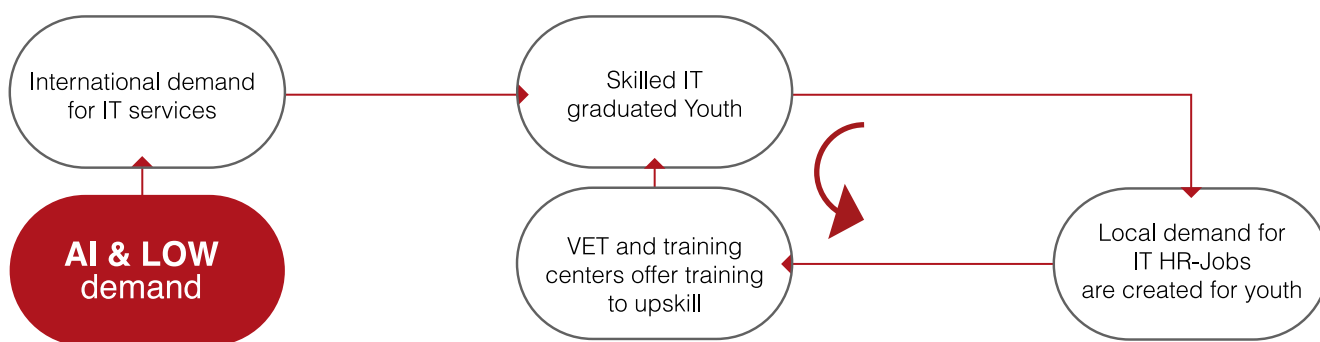 International demand
for IT services
Skilled IT
graduated Youth
AI & LOW
demand
VET and training
centers offer training
to upskill
Local demand for
IT HR-Jobs
are created for youth